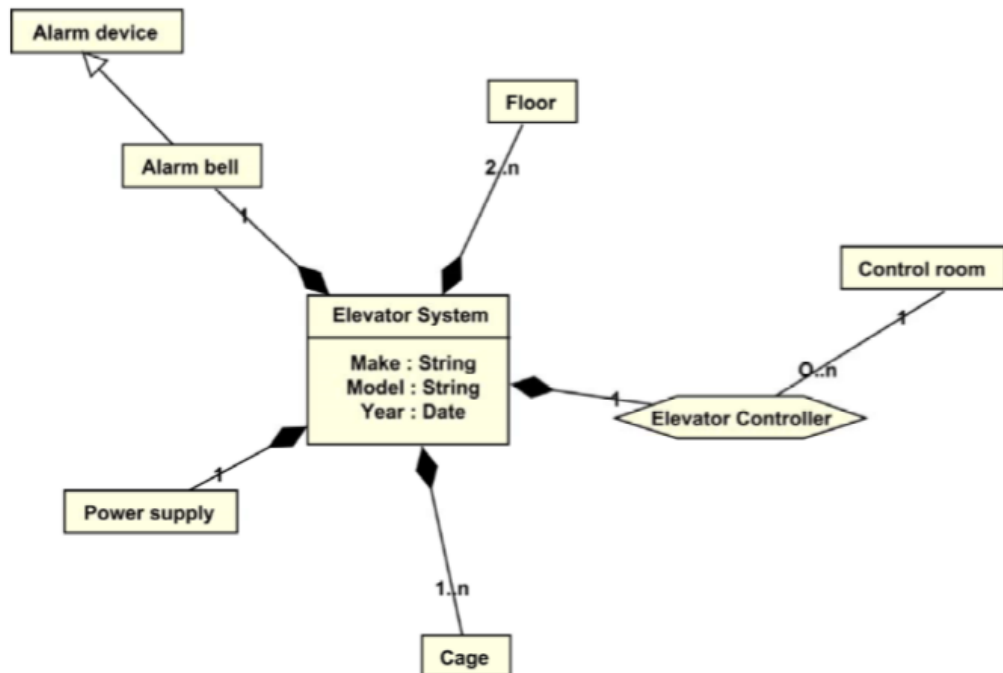 Alarm device
Floor
Alarm bell
2..n
1
Control room
Elevator System
1
Make : String
Model : String
Year : Date
O..n
1
Elevator Controller
1
Power supply
1..n
Cage